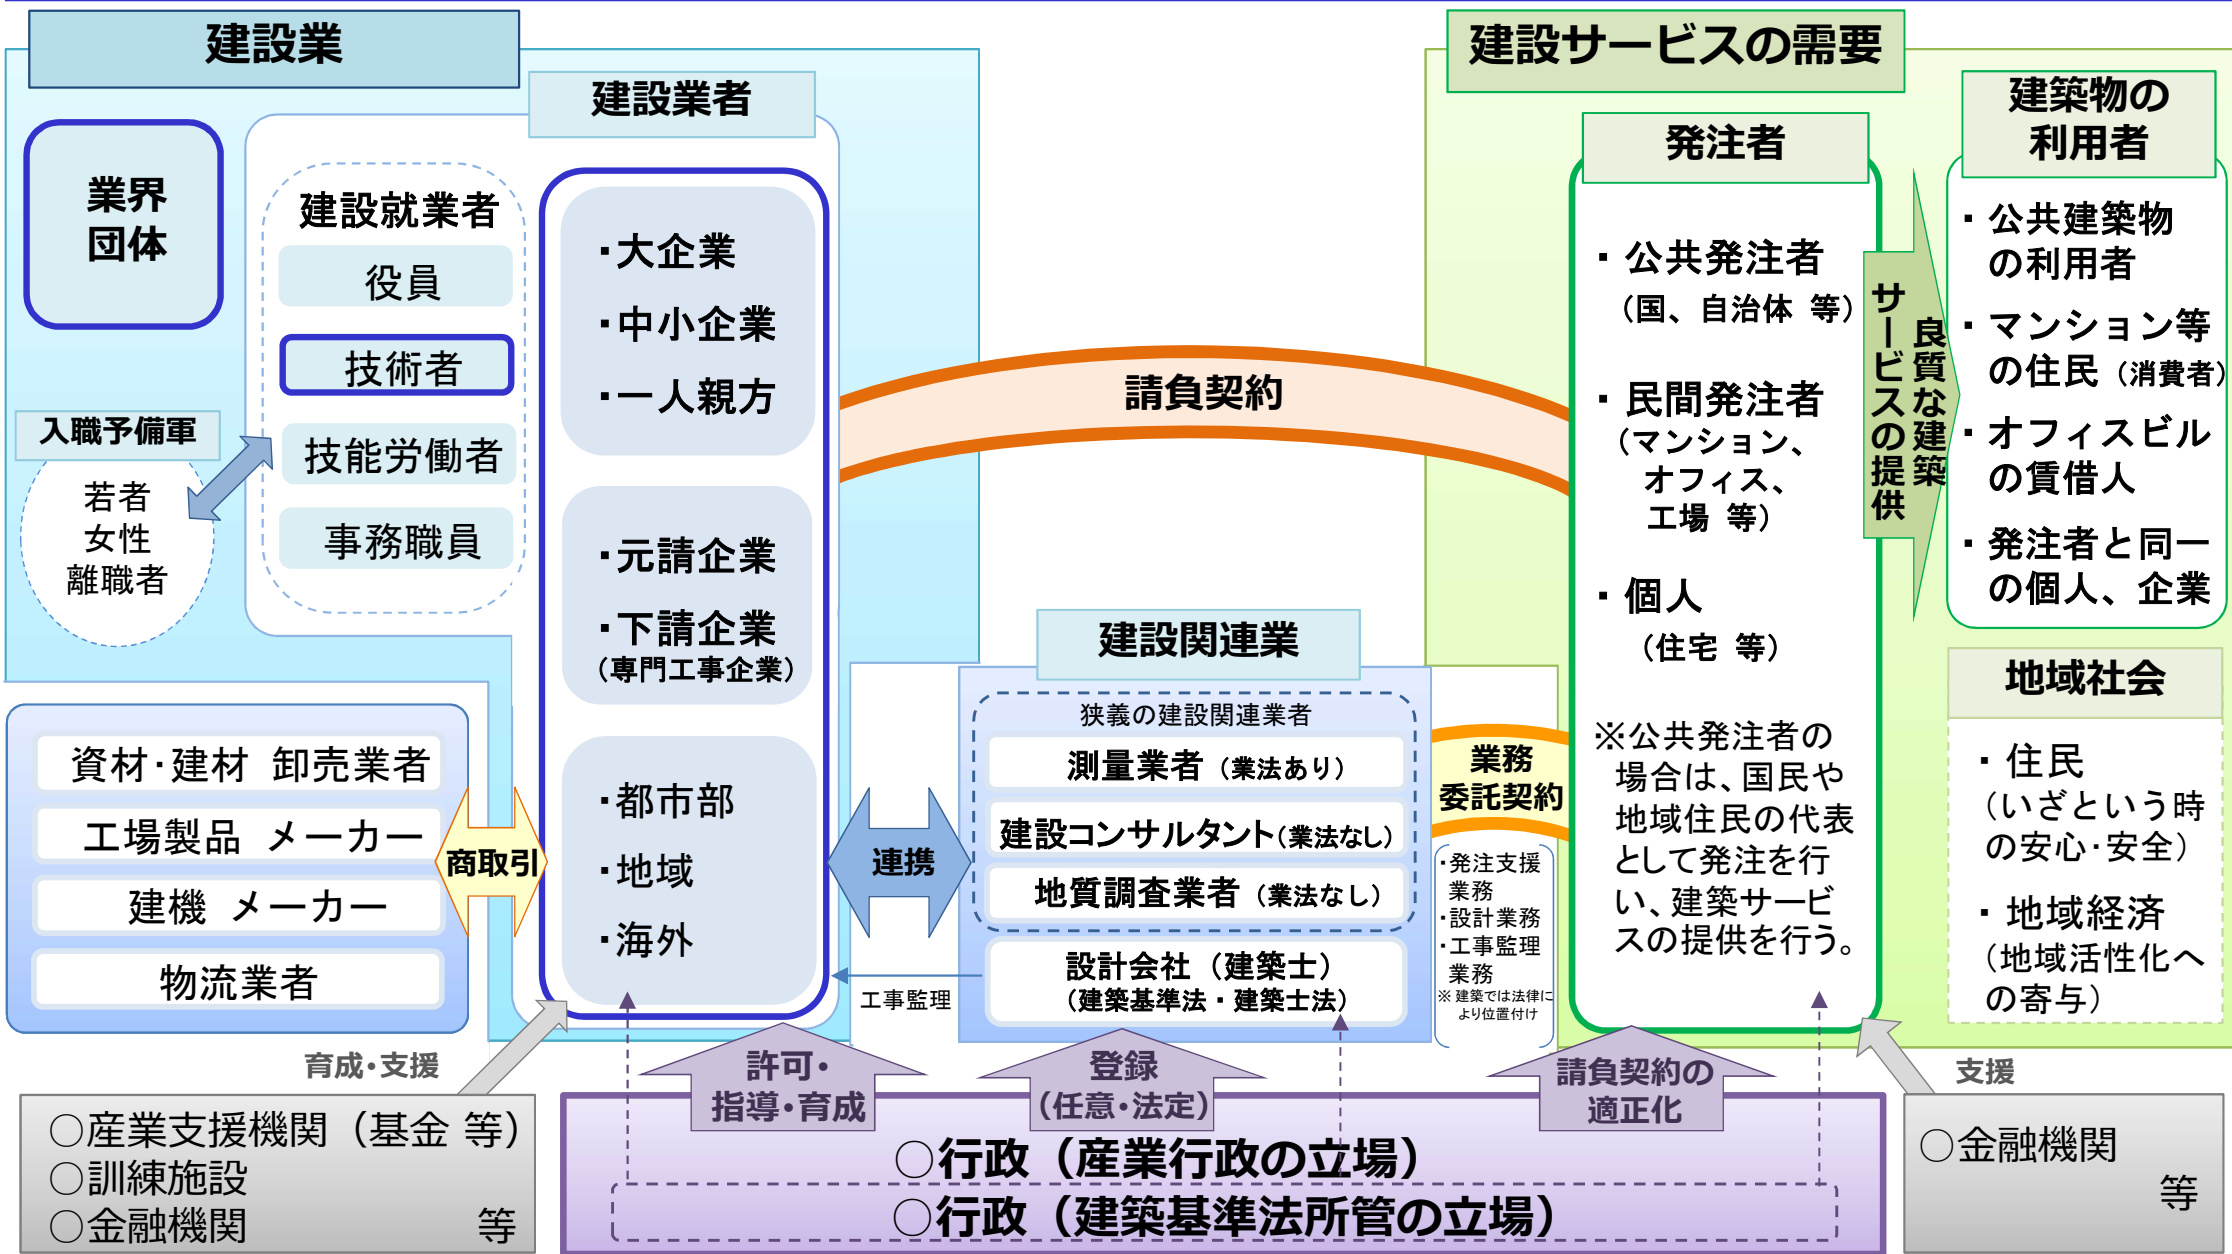 建設業
建設業者
業界
団体
建設就業者
役員
技術者
技能労働者
事務職員
入職予備軍
若者
女性
離職者
・大企業
・中小企業
・一人親方
・元請企業
・下請企業
（専門工事企業）
・都市部
・地域
・海外
資材・建材 卸売業者
工場製品 メーカー
建機 メーカー
物流業者
商取引
請負契約
連携
工事監理
建設関連業
狭義の建設関連業者
測量業者（業法あり）
建設コンサルタント（業法なし）
地質調査業者（業法なし）
設計会社（建築士）
（建築基準法・建築士法）
業務
委託契約
・発注支援
業務
・設計業務
・工事監理
業務
※ 建築では法律に
より位置付け
建設サービスの需要
発注者
・公共発注者
（国、自治体 等）
・民間発注者
（マンション、
オフィス、
工場 等）
・個人
（住宅 等）
※公共発注者の
場合は、国民や
地域住民の代表
として発注を行
い、建築サービ
スの提供を行う。
良質な建築
サービスの提供
建築物の
利用者
・公共建築物
の利用者
・マンション等
の住民（消費者）
・オフィスビル
の賃借人
・発注者と同一
の個人、企業
地域社会
・住民
（いざという時
の安心・安全）
・地域経済
（地域活性化へ
の寄与）
育成・支援
○産業支援機関（基金 等）
○訓練施設
○金融機関 等
許可・
指導・育成
登録
（任意・法定）
請負契約の
適正化
○行政（産業行政の立場）
○行政（建築基準法所管の立場）
支援
○金融機関
等